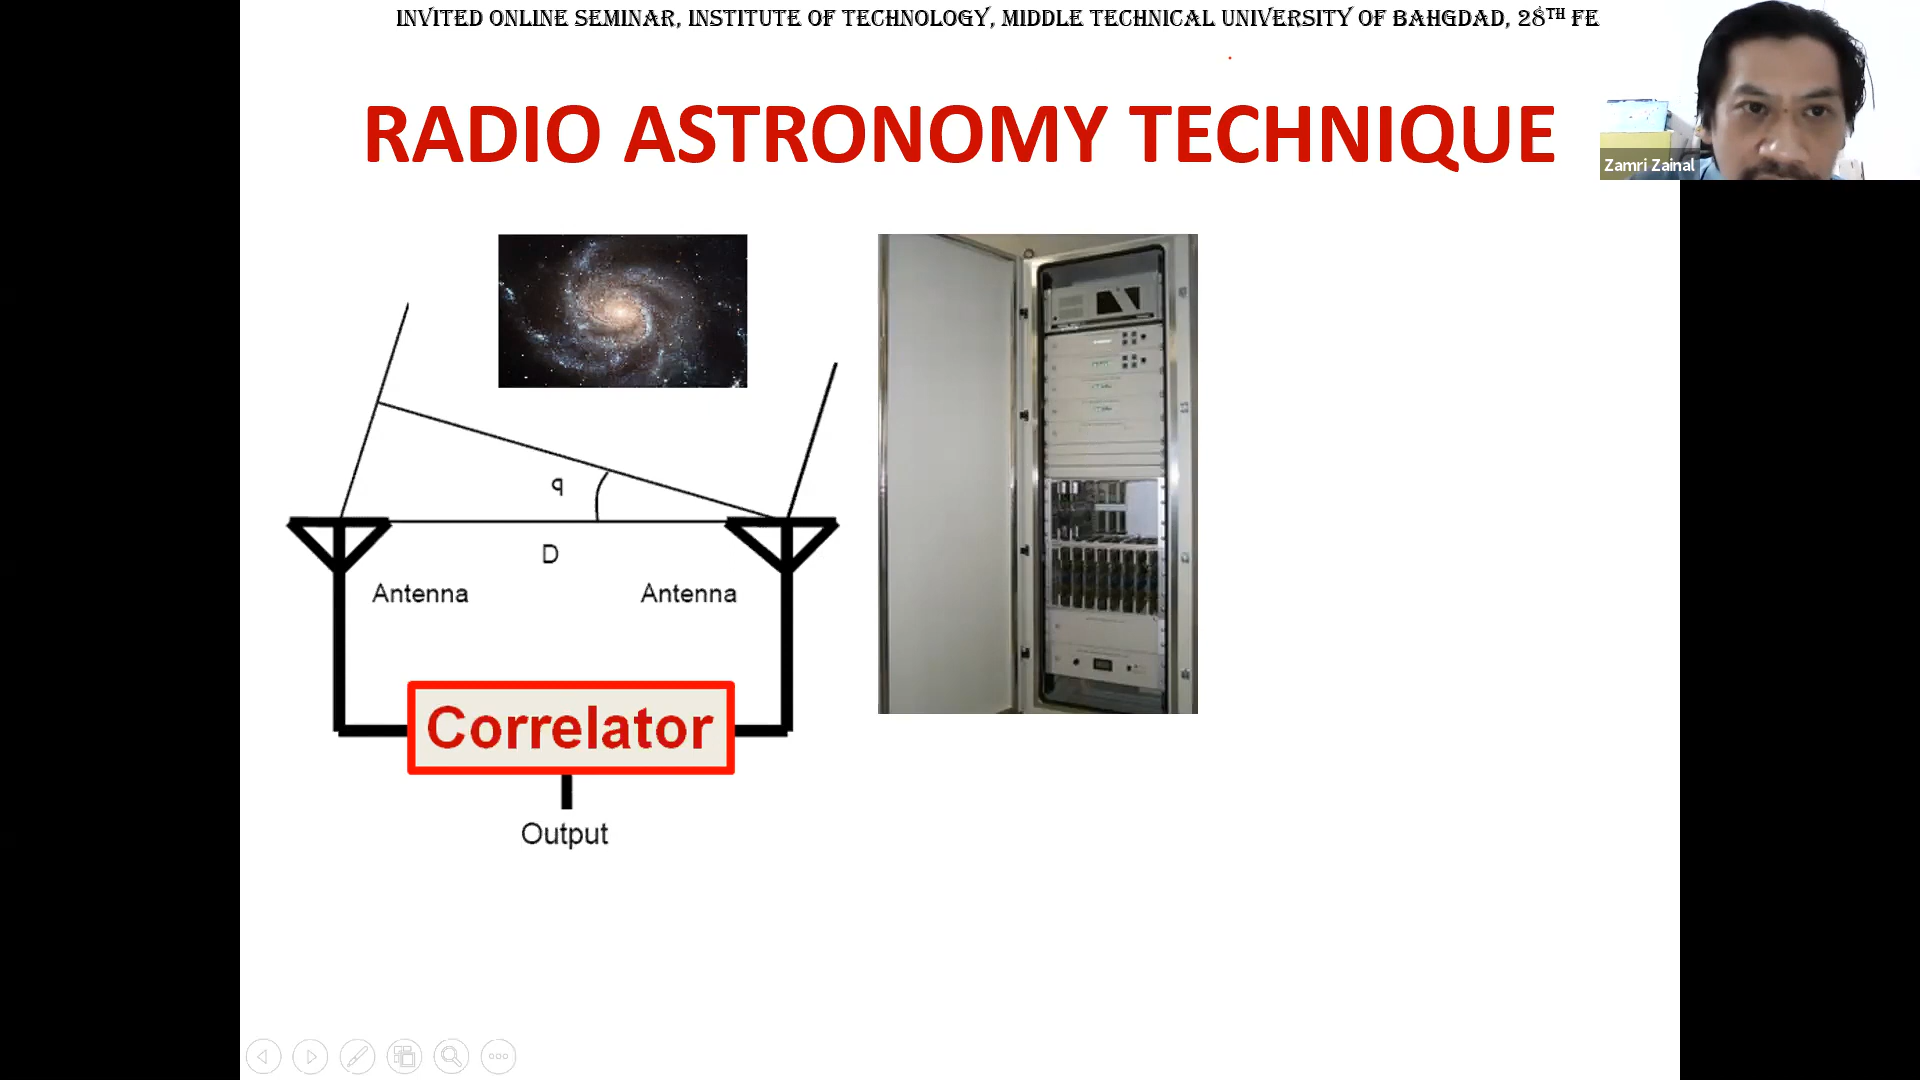 INVITED ONLINE SEMINAR, INSTITUTE OF TECHNOLOGY, MIDDLE TECHNICAL UNIVERSITY OF BAHGDAD, 28TH FE
RADIO ASTRONOMY TECHNIQUE
Zamri Zainal
q
D
Antenna
Antenna
Correlator
Output